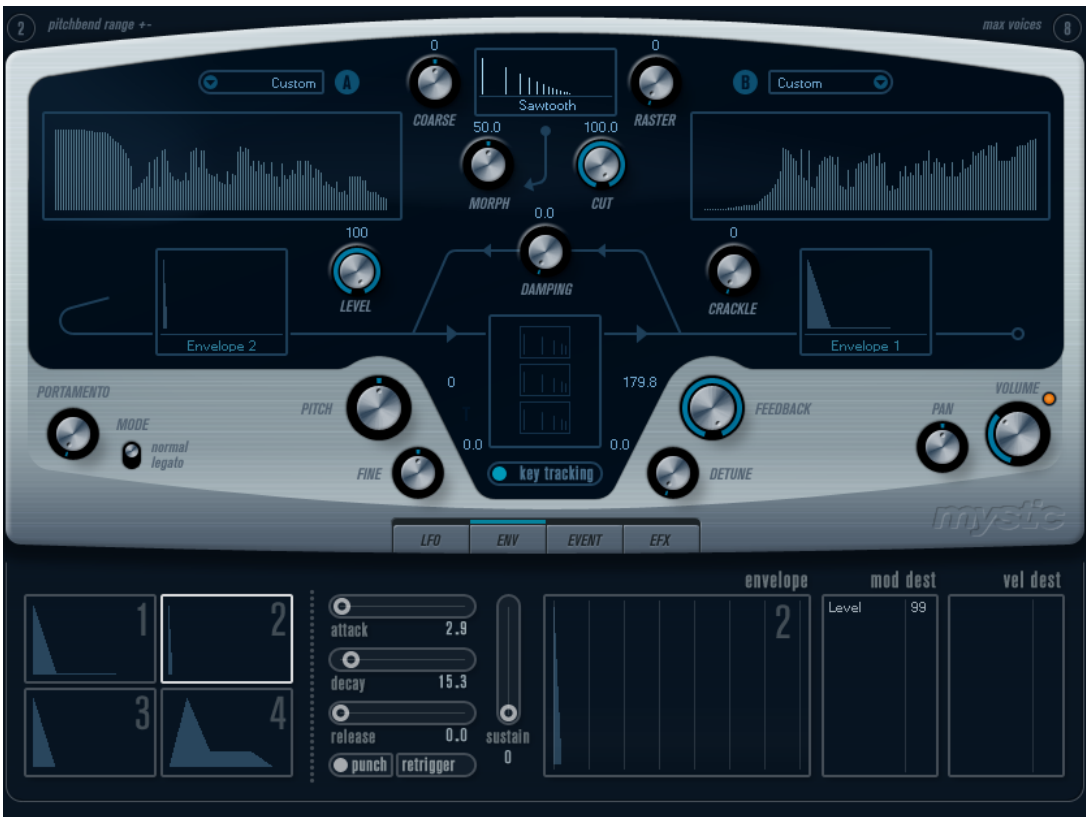 2 pitchbend range +- max voices 8
0 0
Custom A B Custom
Sawtooth
COARSE RASTER
50.0 100.0
MORPH CUT
0.0
100 0
DAMPING
LEVEL CRACKLE
Envelope 2 Envelope 1
0 179.8
PORTAMENTO VOLUME
PITCH FEEDBACK PAN
MODE
normal
legato
0.0 0.0
FINE key tracking DETUNE
mystic
LFO ENV EVENT EFX
envelope mod dest vel dest
1 2 2 Level 99
attack 2.9
decay 15.3
3 4
release 0.0 sustain
punch retrigger 0